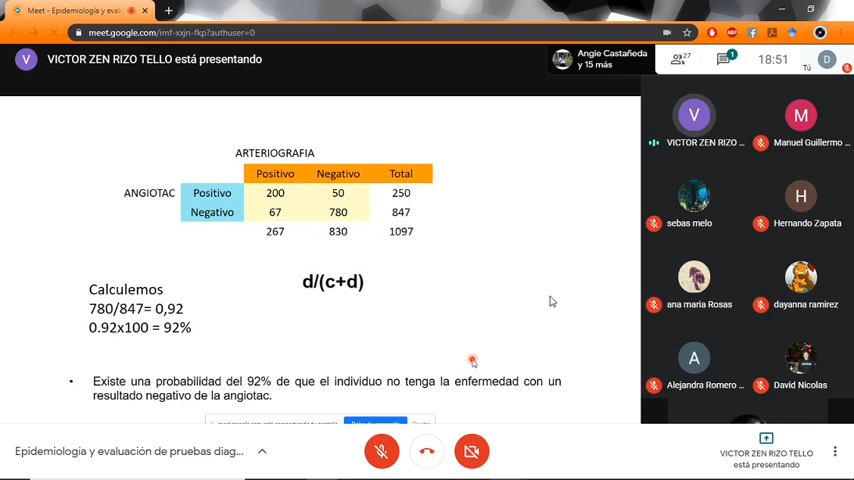 Meet - Epidemiología y eval
meet.google.com/imf-xxjn-fkp?authuser=0
V VICTOR ZEN RIZO TELLO está presentando
Angie Castañeda
y 15 más
27
1
18:51
Tú
D
ARTERIOGRAFIA
Positivo Negativo Total
ANGIOTAC Positivo 200 50 250
Negativo 67 780 847
267 830 1097
d/(c+d)
Calculemos
780/847= 0,92
0.92x100 = 92%
• Existe una probabilidad del 92% de que el individuo no tenga la enfermedad con un
resultado negativo de la angiotac.
V
VICTOR ZEN RIZO ...
M
Manuel Guillermo ...
sebas melo
H
Hernando Zapata
ana maria Rosas
dayanna ramirez
A
Alejandra Romero ...
David Nicolas
Epidemiología y evaluación de pruebas diag...
VICTOR ZEN RIZO TELLO
está presentando